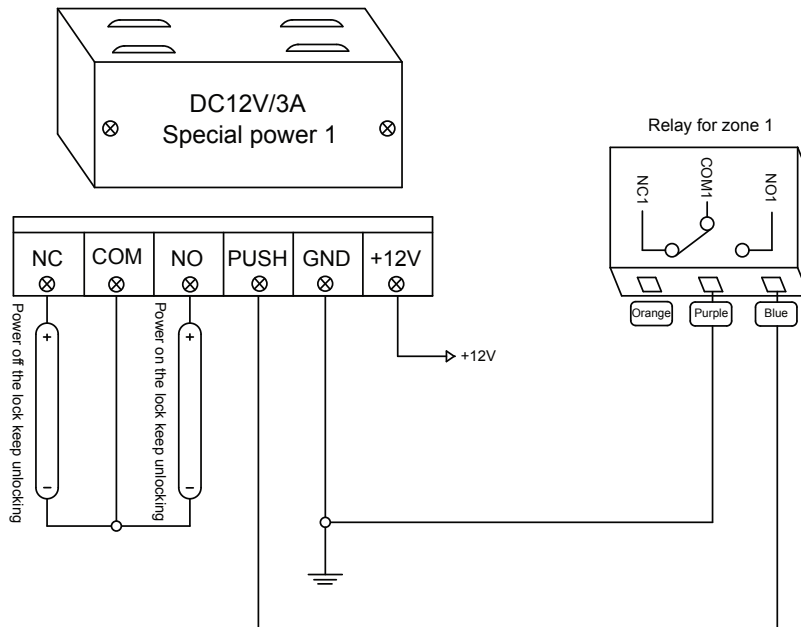 DC12V/3A
Special power 1
Relay for zone 1
NC1
COM1
NO1
NC
COM
NO
PUSH
GND
+12V
Orange
Purple
Blue
+
+
Power off the lock keep unlocking
Power on the lock keep unlocking
+12V
−
−